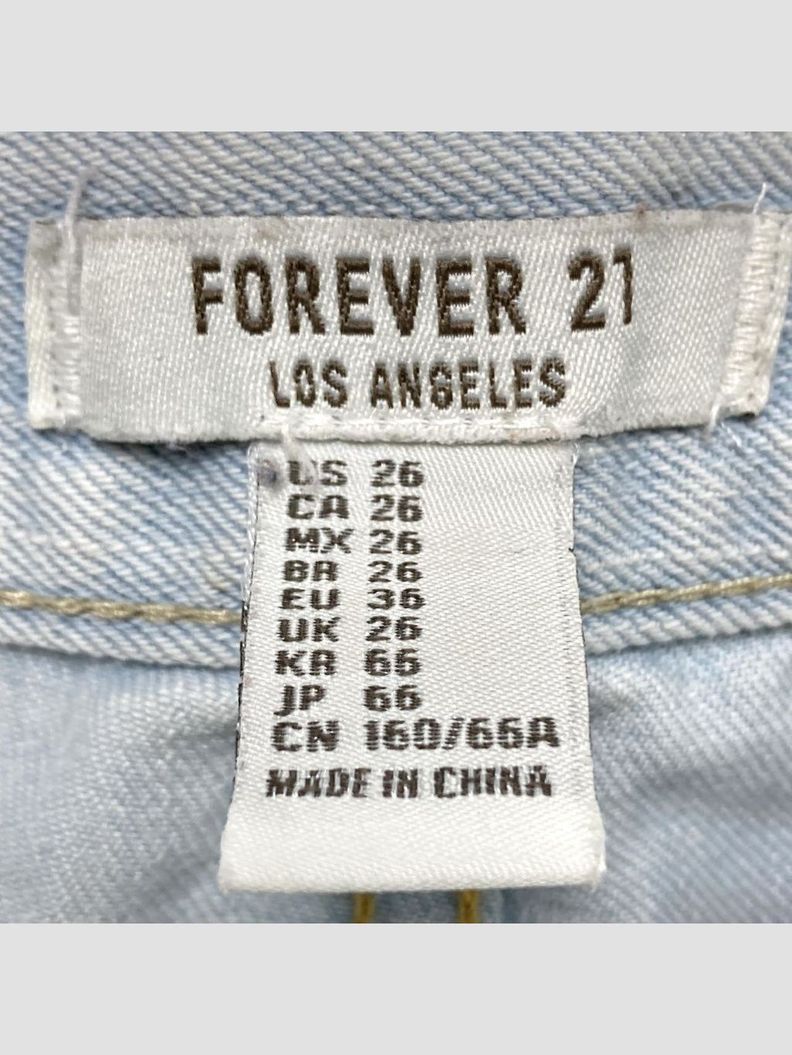 FOREVER 21
LOS ANGELES
US 26
CA 26
MX 26
BR 26
EU 36
UK 26
KR 66
JP 66
CN 160/66A
MADE IN CHINA